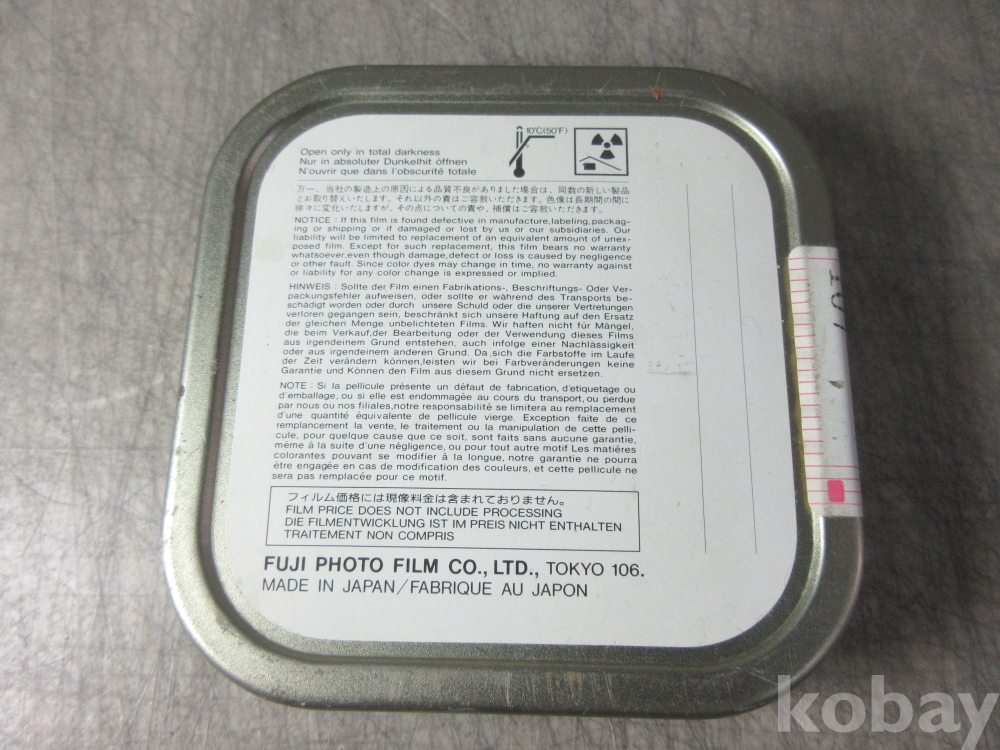 Open only in total darkness
Nur in absoluter Dunkelhit öffnen
N'ouvrir que dans l'obscurité totale
10°C(50°F)
万一、当社の製造上の原因による品質不良がありました場合は、同数の新しい製品
とお取り替えいたします。それ以外の責はご容赦いただきます。色像は長期間の間に
徐々に変化いたしますが、その点についての責や、補償はご容赦いただきます。
NOTICE : If this film is found defective in manufacture,labeling,packag-
ing or shipping or if damaged or lost by us or our subsidiaries. Our
liability will be limited to replacement of an equivalent amount of unex-
posed film. Except for such replacement, this film bears no warranty
whatsoever,even though damage,defect or loss is caused by negligence
or other fault. Since color dyes may change in time, no warranty against
or liability for any color change is expressed or implied.
HINWEIS : Sollte der Film einen Fabrikations-, Beschriftungs- Oder Ver-
packungsfehler aufweisen, oder sollte er während des Transports be-
schädigt worden oder durch unsere Schuld oder die unserer Vertretungen
verloren gegangen sein, beschränkt sich unsere Haftung auf den Ersatz
der gleichen Menge unbelichteten Films. Wir haften nicht für Mängel,
die beim Verkauf,der Bearbeitung oder der Verwendung dieses Films
aus irgendeinem Grund entstehen, auch infolge einer Nachlässigkeit
oder aus irgendeinem anderen Grund. Da sich die Farbstoffe im Laufe
der Zeit verändern können,leisten wir bei Farbveränderungen keine
Garantie und Können den Film aus diesem Grund nicht ersetzen.
NOTE : Si la pellicule présente un défaut de fabrication, d'etiquetage ou
d'emballage, ou si elle est endommagée au cours du transport, ou perdue
par nous ou nos filiales,notre responsabilité se limitera au remplacement
d'une quantité équivalente de pellicule vierge. Exception faite de ce
remplancement la vente, le traitement ou la manipulation de cette pelli-
cule, pour quelque cause que ce soit, sont faits sans aucune garantie,
même à la suite d'une négligence, ou pour tout autre motif Les matiéres
colorantes pouvant se modifier à la longue, notre garantie ne pourra
être engagée en cas de modification des couleurs, et cette pellicule ne
sera pas remplacée pour ce motif.
フィルム価格には現像料金は含まれておりません。
FILM PRICE DOES NOT INCLUDE PROCESSING
DIE FILMENTWICKLUNG IST IM PREIS NICHT ENTHALTEN
TRAITEMENT NON COMPRIS
FUJI PHOTO FILM CO., LTD., TOKYO 106.
MADE IN JAPAN/FABRIQUE AU JAPON
kobay